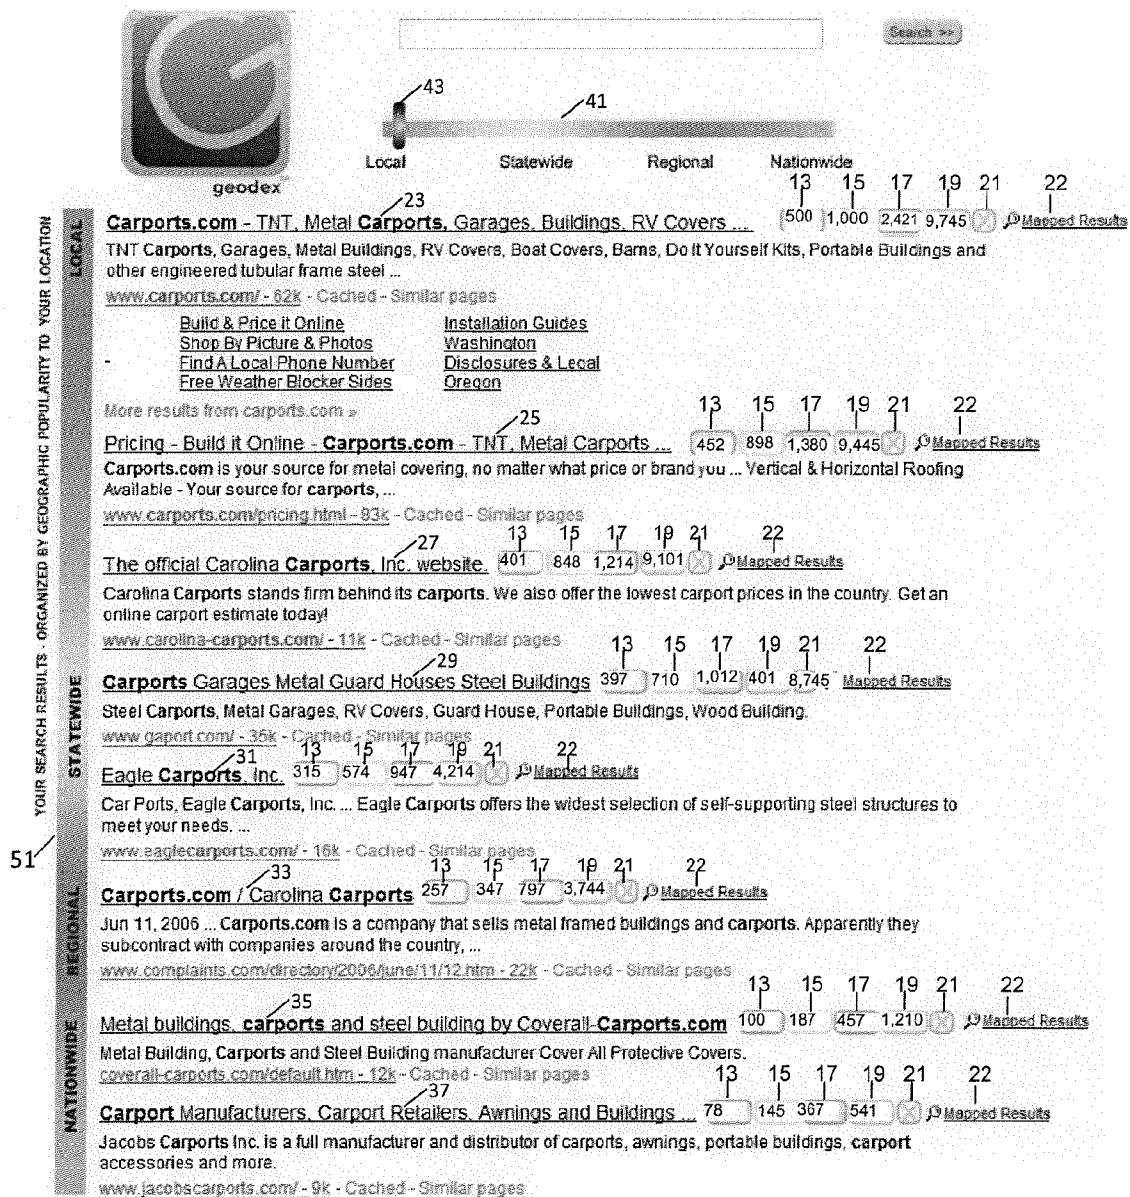 Search >>
43
41
Local Statewide Regional Nationwide
geodex
YOUR SEARCH RESULTS - ORGANIZED BY GEOGRAPHIC POPULARITY TO YOUR LOCATION
LOCAL
STATEWIDE
REGIONAL
NATIONWIDE
51
23 13 15 17 19 21 22
Carports.com - TNT, Metal Carports, Garages, Buildings, RV Covers ... 500 1,000 2,421 9,745 X Mapped Results
TNT Carports, Garages, Metal Buildings, RV Covers, Boat Covers, Barns, Do it Yourself Kits, Portable Buildings and
other engineered tubular frame steel ...
www.carports.com/ - 62k - Cached - Similar pages
Build & Price it Online Installation Guides
Shop By Picture & Photos Washington
- Find A Local Phone Number Disclosures & Legal
Free Weather Blocker Sides Oregon
More results from carports.com »
25 13 15 17 19 21 22
Pricing - Build it Online - Carports.com - TNT, Metal Carports ... 452 898 1,380 9,445 X Mapped Results
Carports.com is your source for metal covering, no matter what price or brand you ... Vertical & Horizontal Roofing
Available - Your source for carports, ...
www.carports.com/pricing.html - 93k - Cached - Similar pages
27 13 15 17 19 21 22
The official Carolina Carports, Inc. website. 401 848 1,214 9,101 X Mapped Results
Carolina Carports stands firm behind its carports. We also offer the lowest carport prices in the country. Get an
online carport estimate today!
www.carolina-carports.com/ - 11k - Cached - Similar pages
29 13 15 17 19 21 22
Carports Garages Metal Guard Houses Steel Buildings 397 710 1,012 401 8,745 Mapped Results
Steel Carports, Metal Garages, RV Covers, Guard House, Portable Buildings, Wood Building.
www.gaport.com/ - 35k - Cached - Similar pages
31 13 15 17 19 21 22
Eagle Carports, Inc. 315 574 947 4,214 X Mapped Results
Car Ports, Eagle Carports, Inc. ... Eagle Carports offers the widest selection of self-supporting steel structures to
meet your needs. ...
www.eaglecarports.com/ - 16k - Cached - Similar pages
33 13 15 17 19 21 22
Carports.com / Carolina Carports 257 347 797 3,744 X Mapped Results
Jun 11, 2006 ... Carports.com is a company that sells metal framed buildings and carports. Apparently they
subcontract with companies around the country, ...
www.complaints.com/directory/2006/june/11/12.htm - 22k - Cached - Similar pages
35 13 15 17 19 21 22
Metal buildings, carports and steel building by Coverall-Carports.com 100 187 457 1,210 X Mapped Results
Metal Building, Carports and Steel Building manufacturer Cover All Protective Covers.
coverall-carports.com/default.htm - 12k - Cached - Similar pages
37 13 15 17 19 21 22
Carport Manufacturers, Carport Retailers, Awnings and Buildings ... 78 145 367 541 X Mapped Results
Jacobs Carports Inc. is a full manufacturer and distributor of carports, awnings, portable buildings, carport
accessories and more.
www.jacobscarports.com/ - 9k - Cached - Similar pages